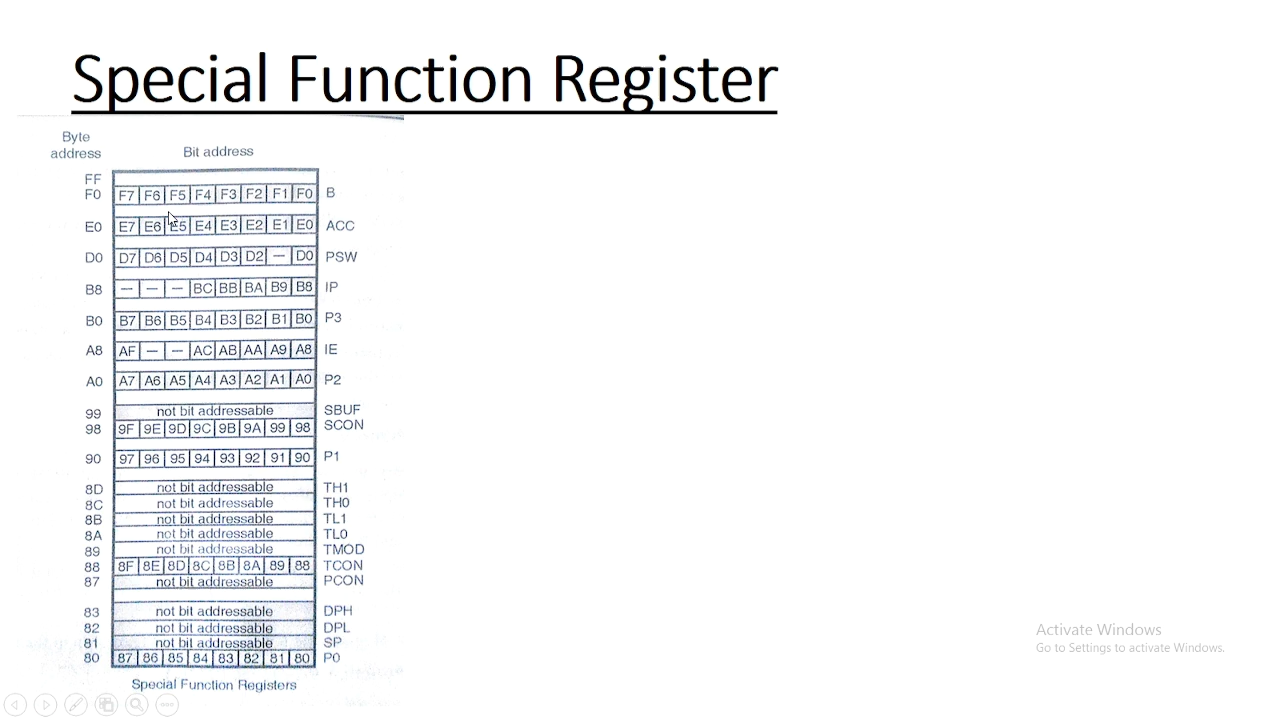 Special Function Register
Byte
address
Bit address
FF
F0 F7 F6 F5 F4 F3 F2 F1 F0 B
E0 E7 E6 E5 E4 E3 E2 E1 E0 ACC
D0 D7 D6 D5 D4 D3 D2 — D0 PSW
B8 — — — BC BB BA B9 B8 IP
B0 B7 B6 B5 B4 B3 B2 B1 B0 P3
A8 AF — — AC AB AA A9 A8 IE
A0 A7 A6 A5 A4 A3 A2 A1 A0 P2
99 not bit addressable SBUF
98 9F 9E 9D 9C 9B 9A 99 98 SCON
90 97 96 95 94 93 92 91 90 P1
8D not bit addressable TH1
8C not bit addressable TH0
8B not bit addressable TL1
8A not bit addressable TL0
89 not bit addressable TMOD
88 8F 8E 8D 8C 8B 8A 89 88 TCON
87 not bit addressable PCON
83 not bit addressable DPH
82 not bit addressable DPL
81 not bit addressable SP
80 87 86 85 84 83 82 81 80 P0
Special Function Registers
Activate Windows
Go to Settings to activate Windows.